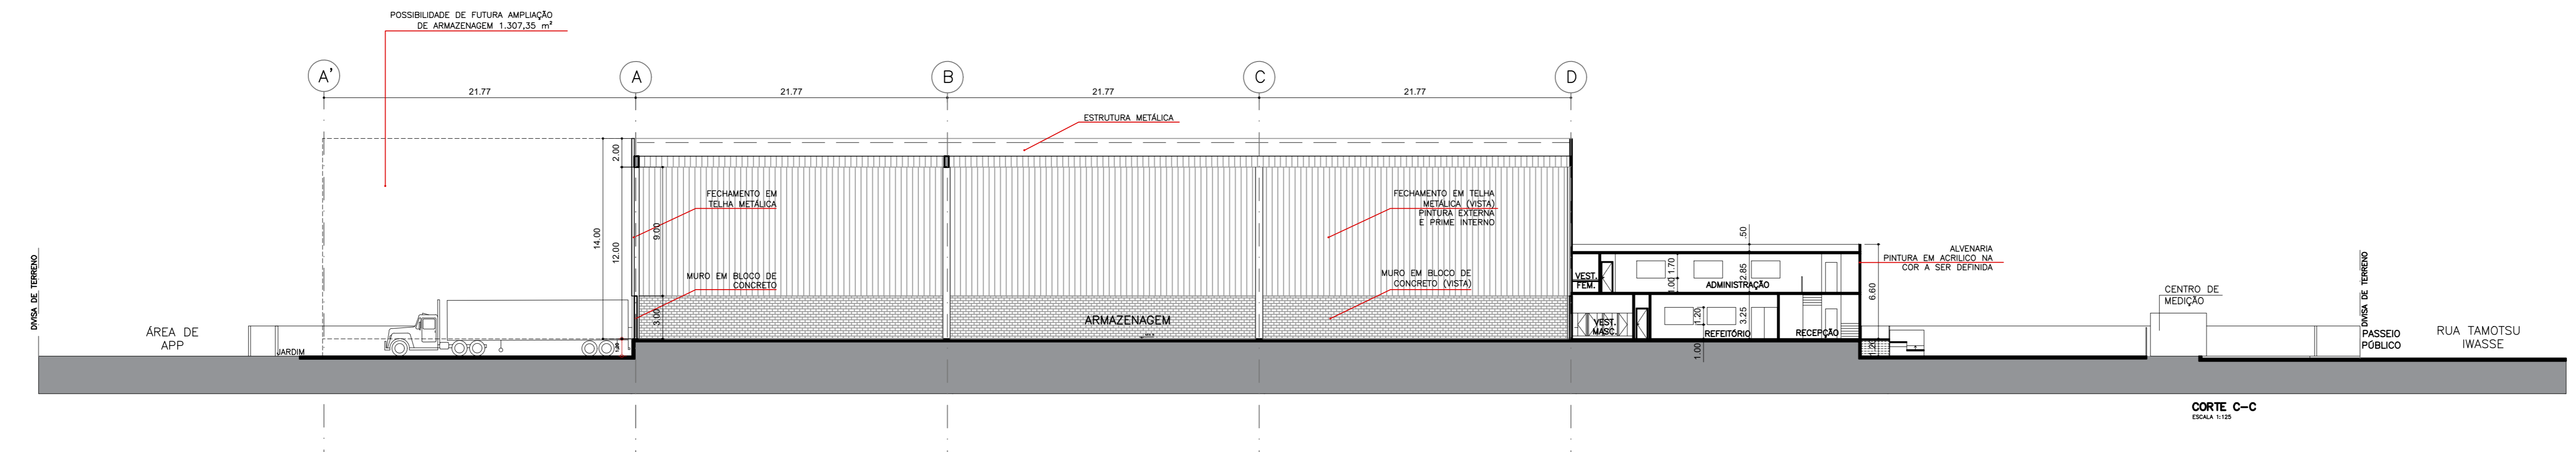 POSSIBILIDADE DE FUTURA AMPLIAÇÃO
DE ARMAZENAGEM 1.307,35 m²
A'
A
B
C
D
21.77
21.77
21.77
21.77
ESTRUTURA METÁLICA
2.00
14.00
12.00
9.00
3.00
FECHAMENTO EM
TELHA METÁLICA
FECHAMENTO EM TELHA
METÁLICA (VISTA)
PINTURA EXTERNA
E PRIME INTERNO
MURO EM BLOCO DE
CONCRETO
MURO EM BLOCO DE
CONCRETO (VISTA)
ARMAZENAGEM
DIVISA DE TERRENO
ÁREA DE
APP
JARDIM
.50
1.70
2.85
1.00
VEST.
FEM.
ADMINISTRAÇÃO
1.20
3.25
VEST.
MASC.
REFEITÓRIO
RECEPÇÃO
1.00
6.60
1.20
ALVENARIA
PINTURA EM ACRILICO NA
COR A SER DEFINIDA
CENTRO DE
MEDIÇÃO
DIVISA DE TERRENO
PASSEIO
PÚBLICO
RUA TAMOTSU
IWASSE
CORTE C-C
ESCALA 1:125